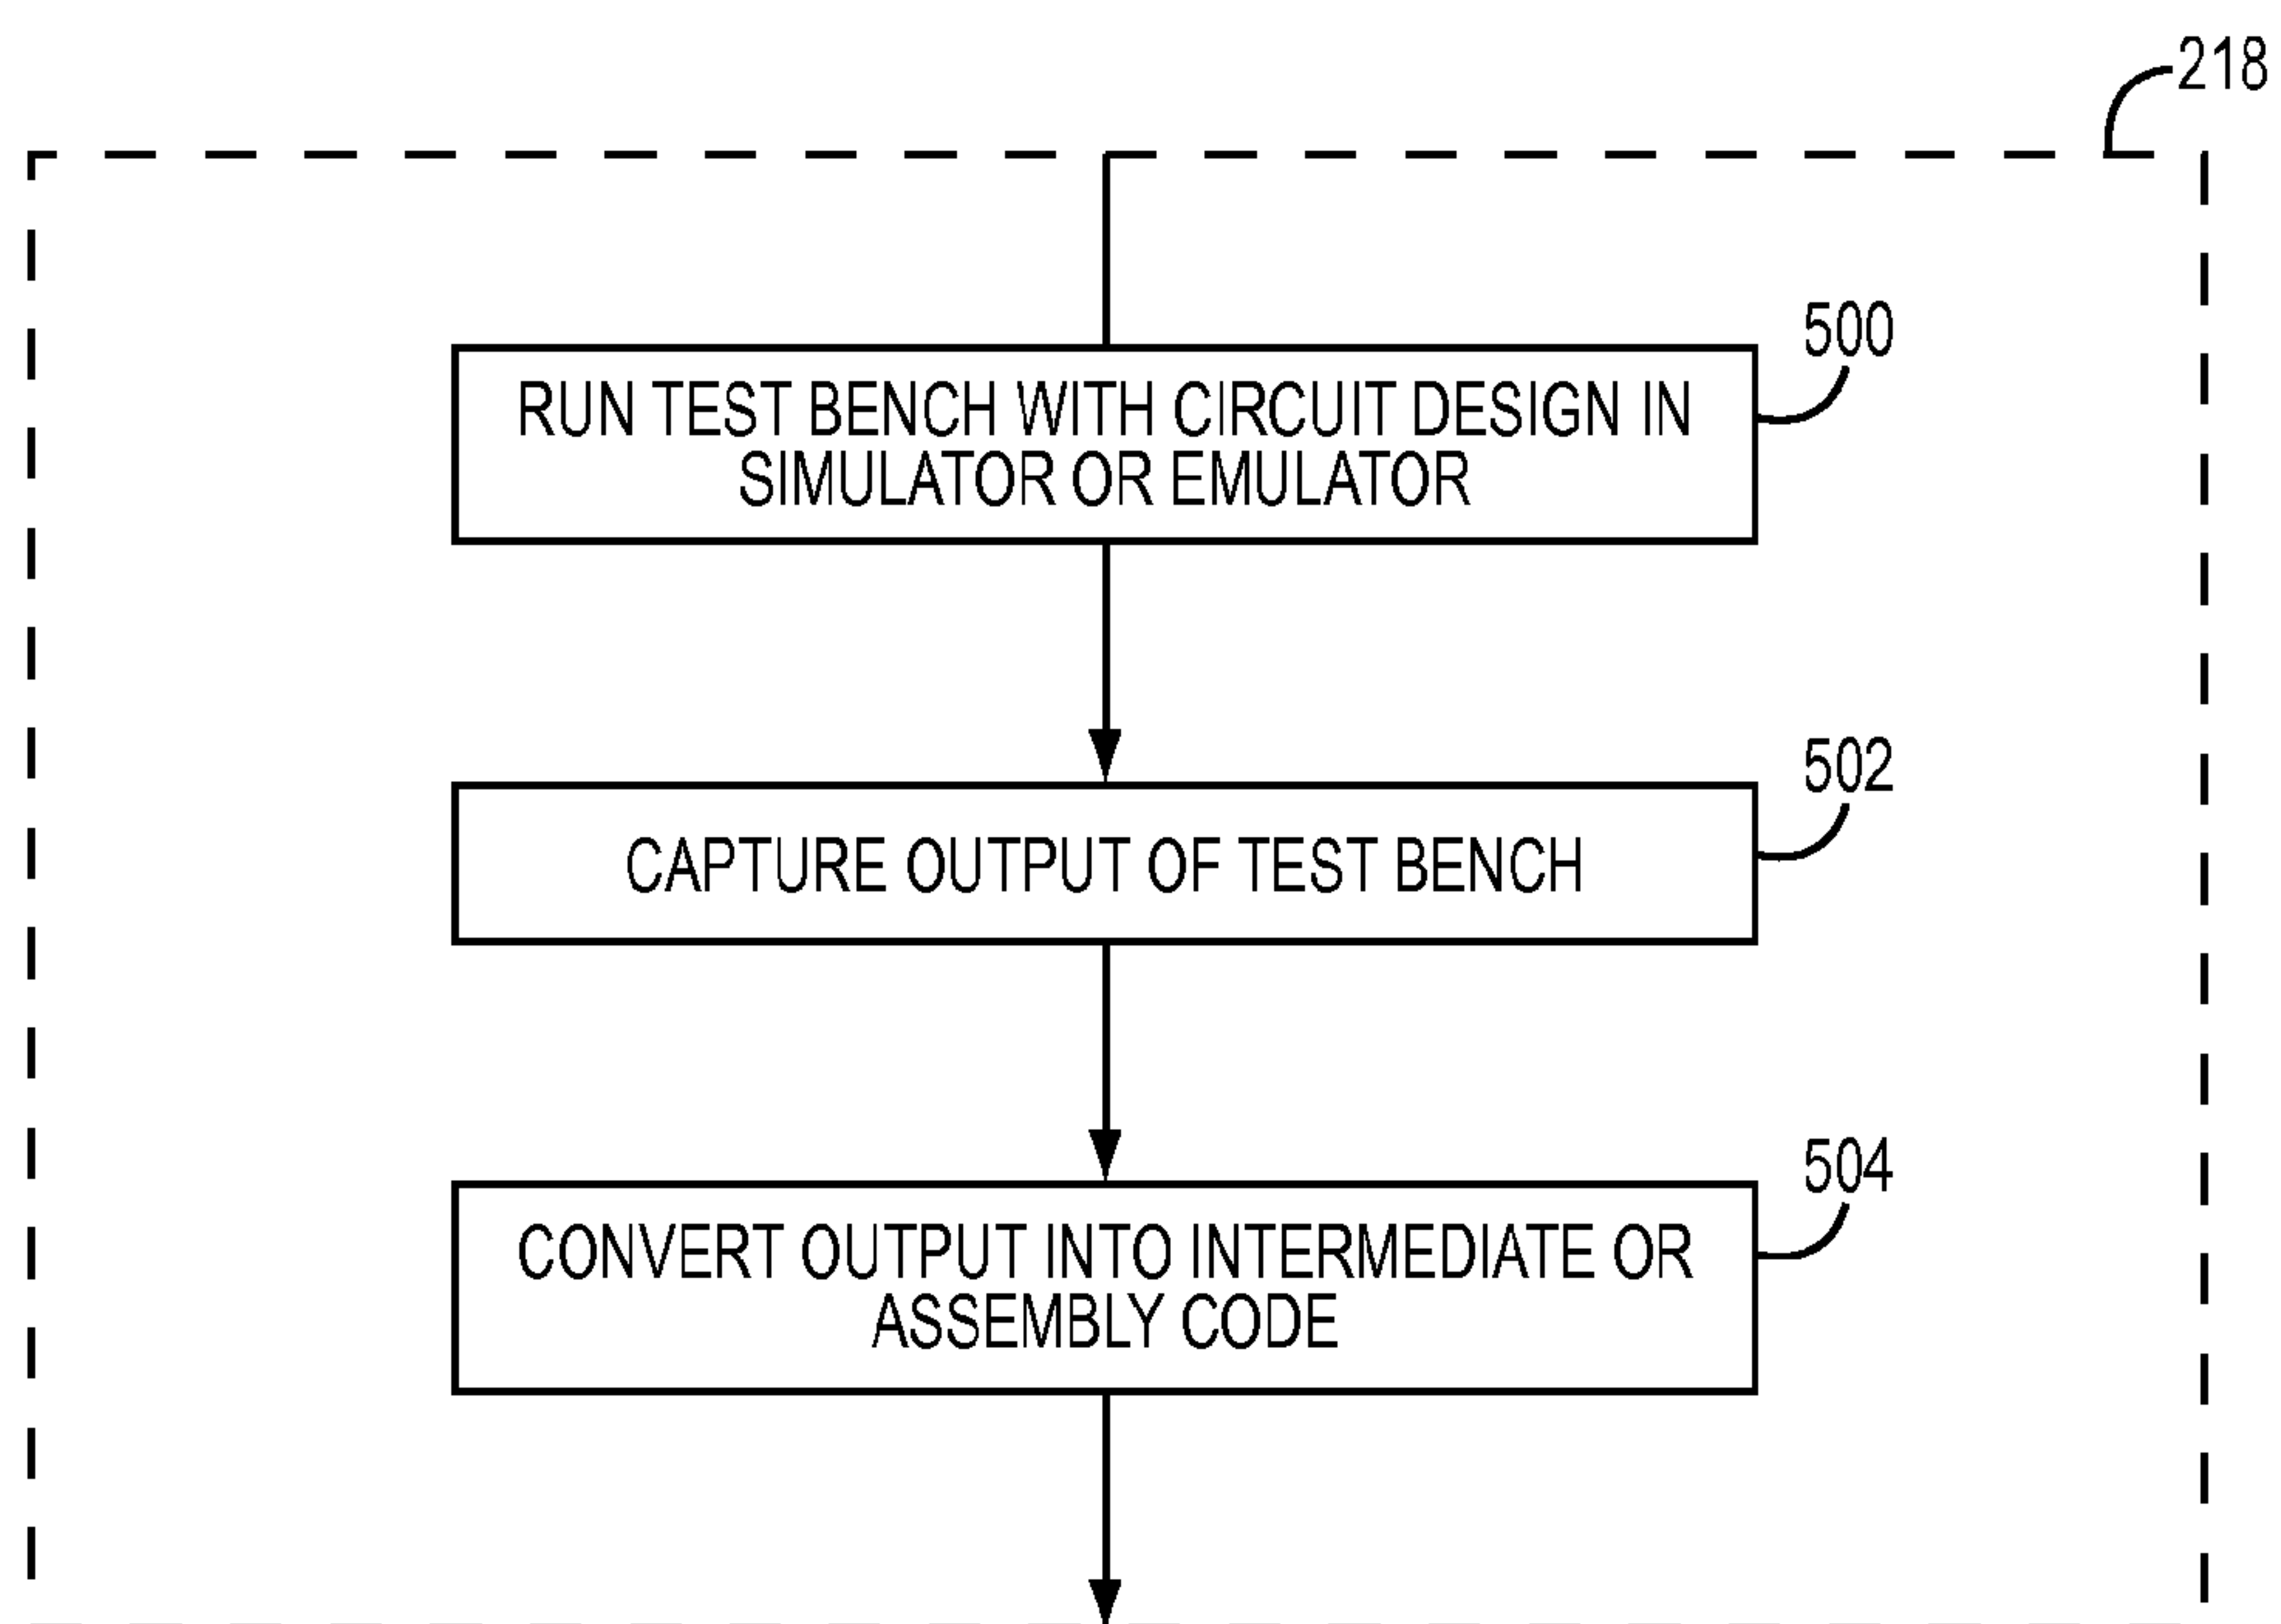 218
500
RUN TEST BENCH WITH CIRCUIT DESIGN IN
SIMULATOR OR EMULATOR
502
CAPTURE OUTPUT OF TEST BENCH
504
CONVERT OUTPUT INTO INTERMEDIATE OR
ASSEMBLY CODE